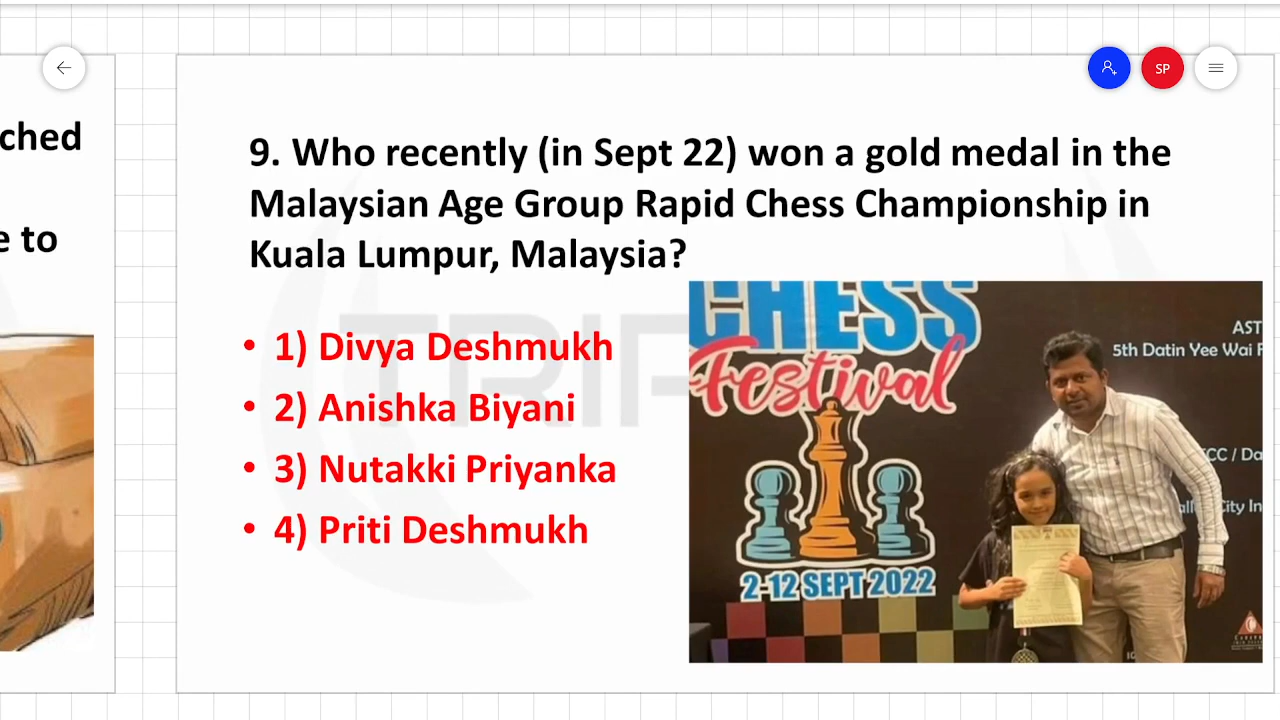 ched
e to
SP
9. Who recently (in Sept 22) won a gold medal in the
Malaysian Age Group Rapid Chess Championship in
Kuala Lumpur, Malaysia?
• 1) Divya Deshmukh
• 2) Anishka Biyani
• 3) Nutakki Priyanka
• 4) Priti Deshmukh
TRIF
CHESS
Festival
2-12 SEPT 2022
AST
5th Datin Yee Wai F
CC / Da
City In